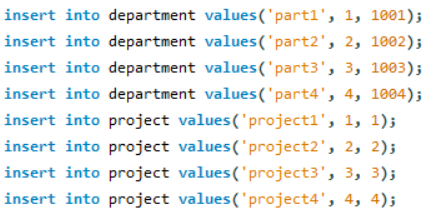 insert into department values('part1', 1, 1001);
insert into department values('part2', 2, 1002);
insert into department values('part3', 3, 1003);
insert into department values('part4', 4, 1004);
insert into project values('project1', 1, 1);
insert into project values('project2', 2, 2);
insert into project values('project3', 3, 3);
insert into project values('project4', 4, 4);